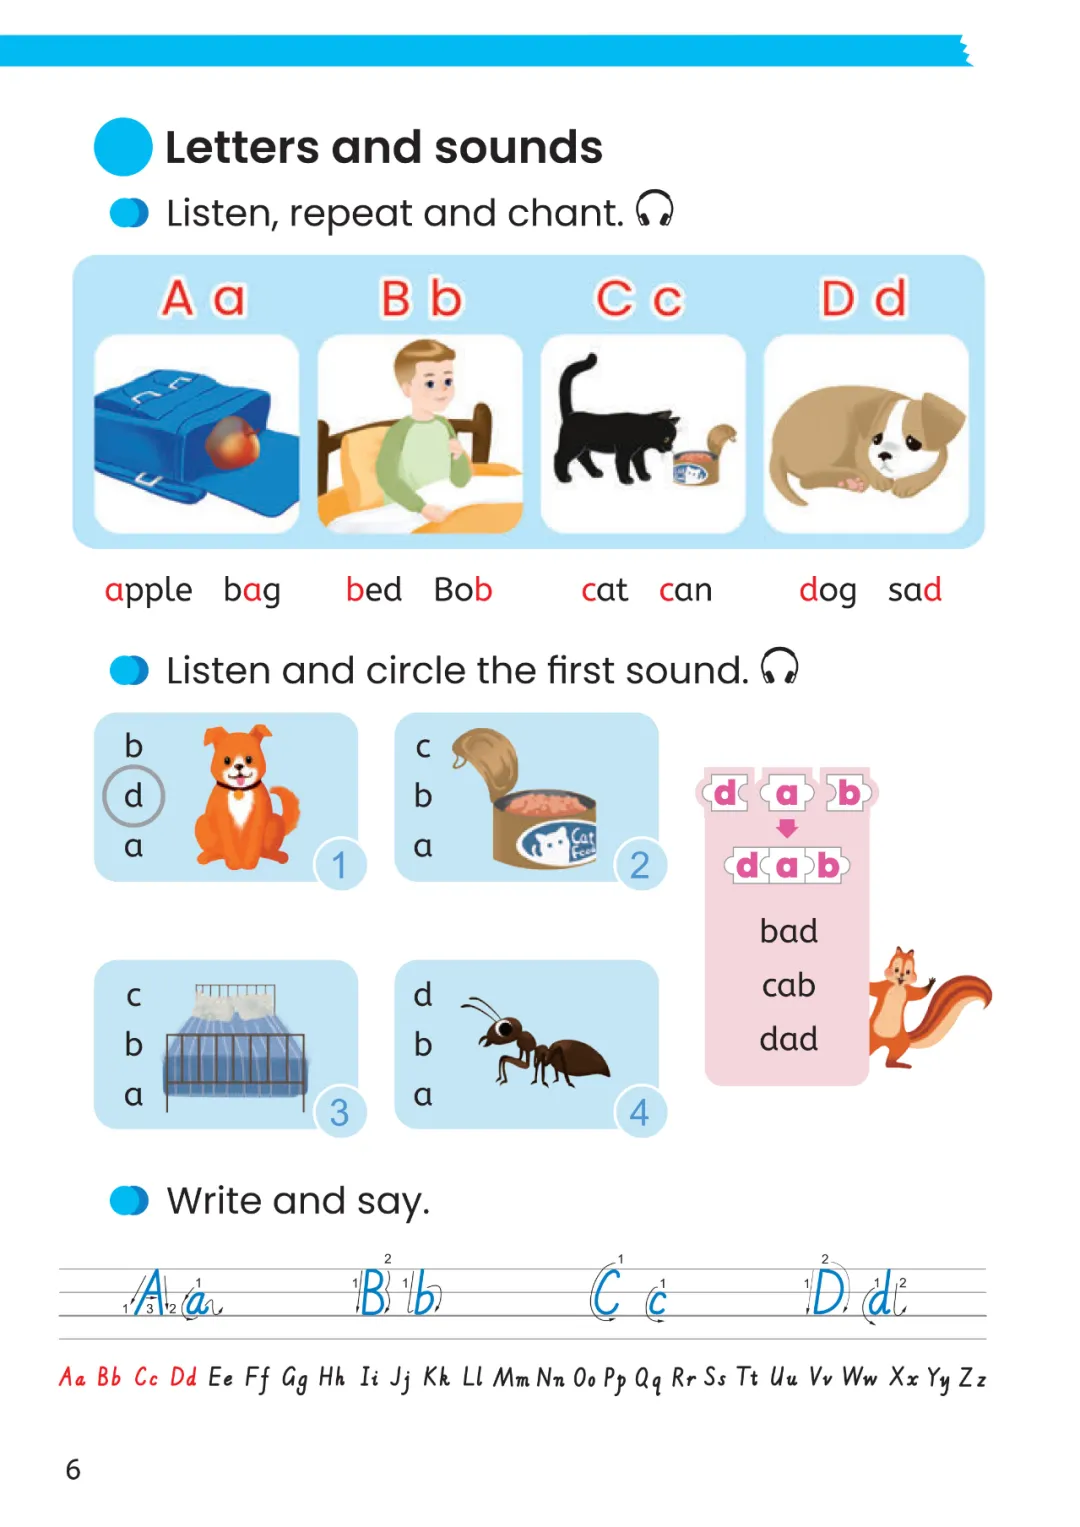 Letters and sounds
Listen, repeat and chant.
A a B b C c D d
apple bag bed Bob cat can dog sad
Listen and circle the first sound.
b
d
a
1
c
b
a
Cat
Food
2
c
b
a
3
d
b
a
4
d a b
d a b
bad
cab
dad
Write and say.
A a B b C c D d
Aa Bb Cc Dd Ee Ff Gg Hh Ii Jj Kk Ll Mm Nn Oo Pp Qq Rr Ss Tt Uu Vv Ww Xx Yy Zz
6